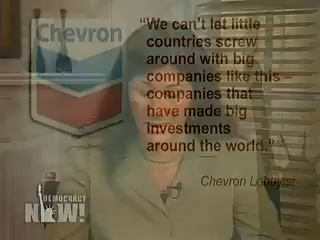 Chevron
“We can’t let little
countries screw
around with big
companies like this –
companies that
have made big
investments
around the world.”
Chevron Lobbyist
DEMOCRACY
NOW!